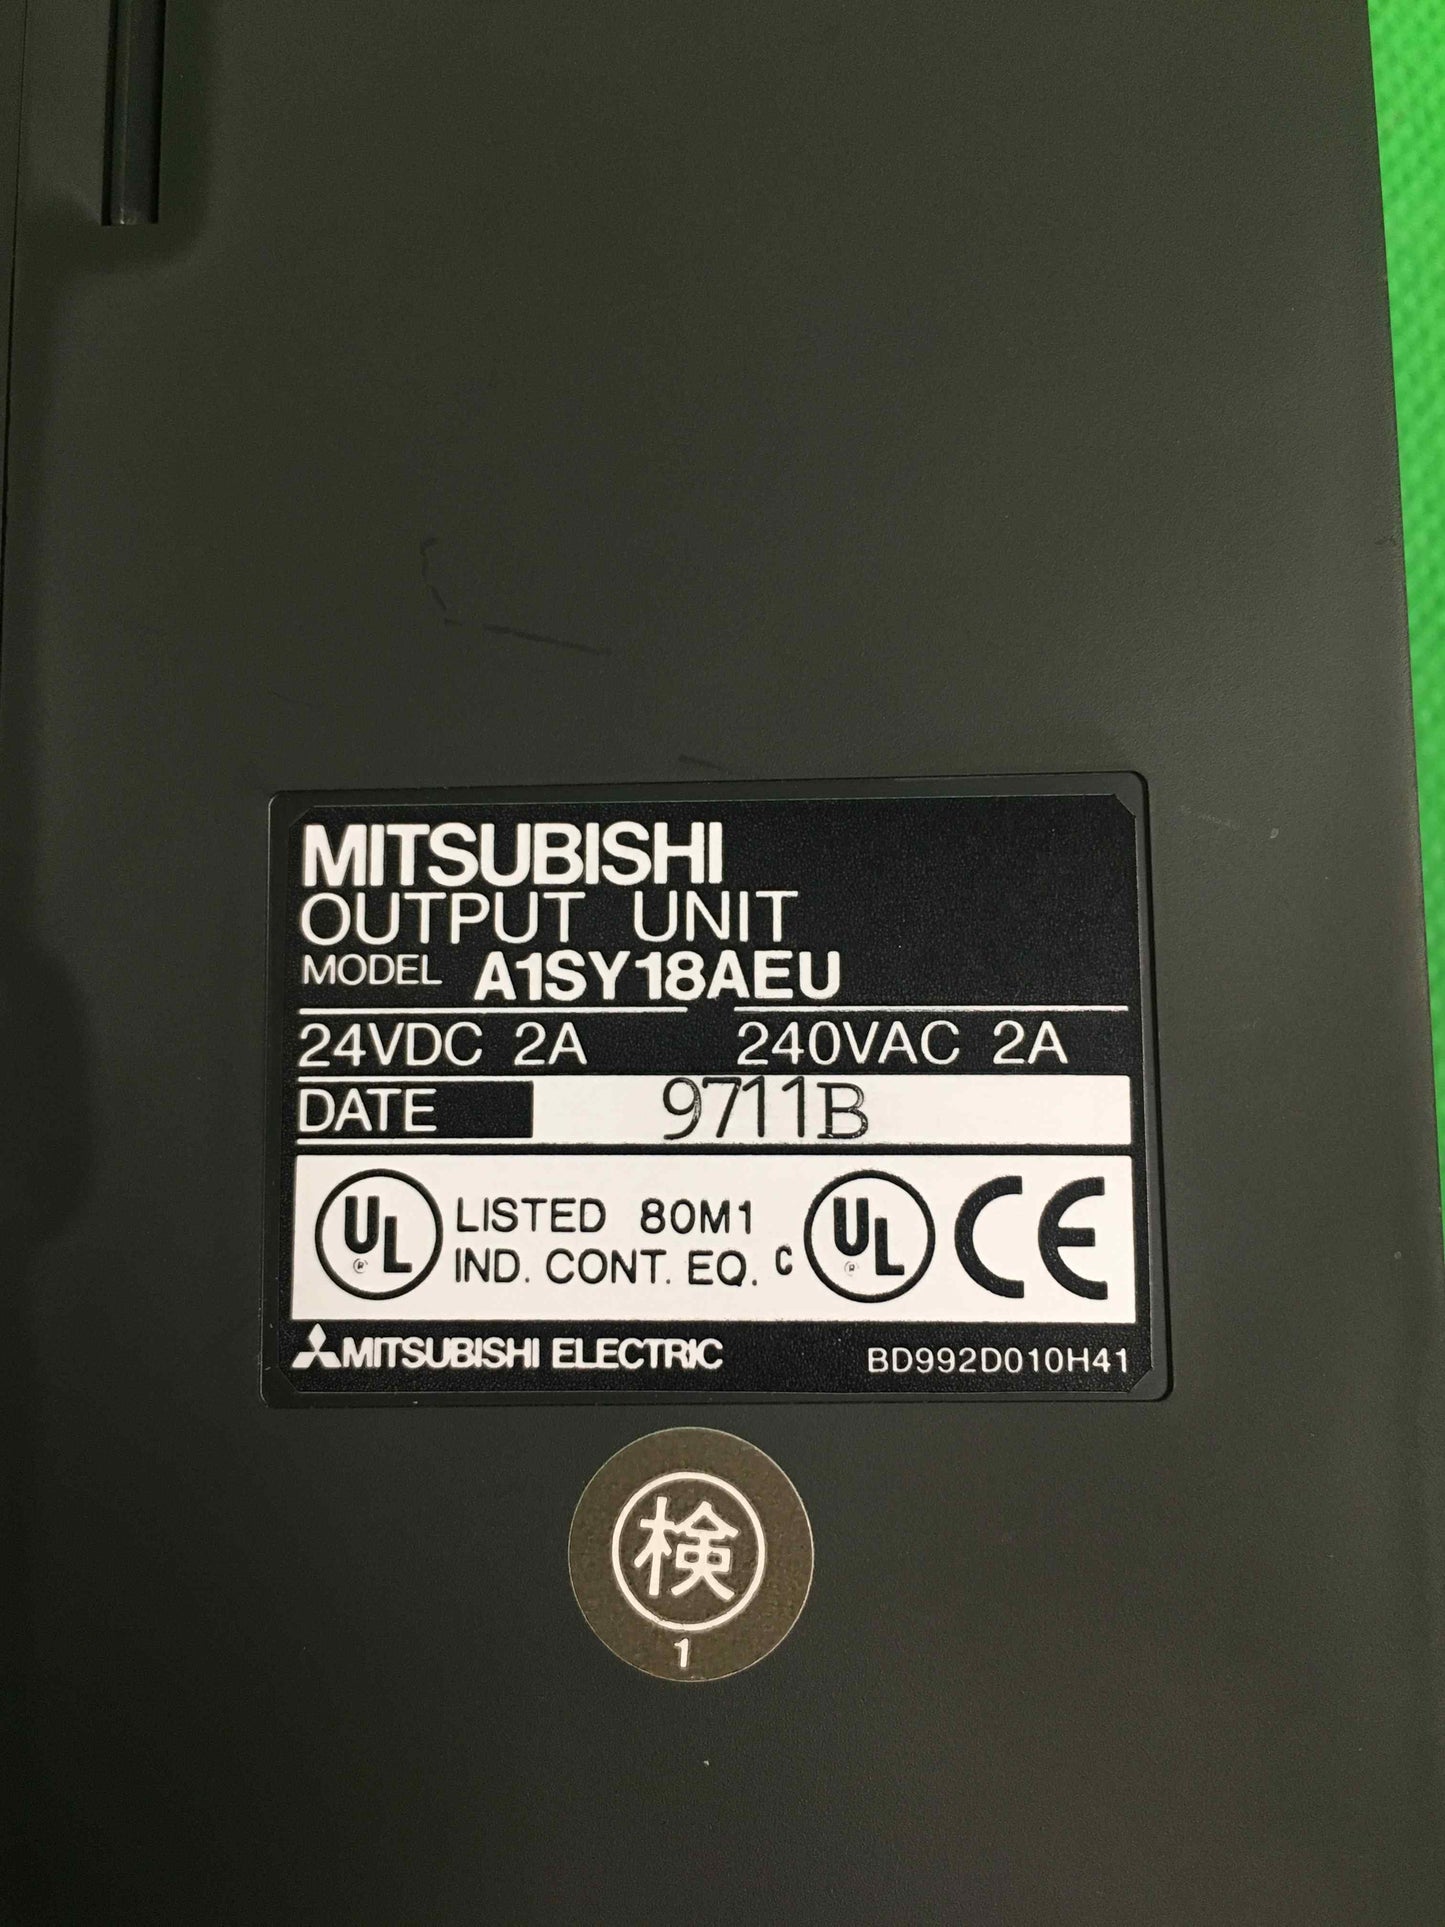 MITSUBISHI
OUTPUT UNIT
MODEL A1SY18AEU
24VDC 2A 240VAC 2A
DATE 9711B
UL LISTED 80M1 C UL CE
IND. CONT. EQ.
MITSUBISHI ELECTRIC BD992D010H41
検
1